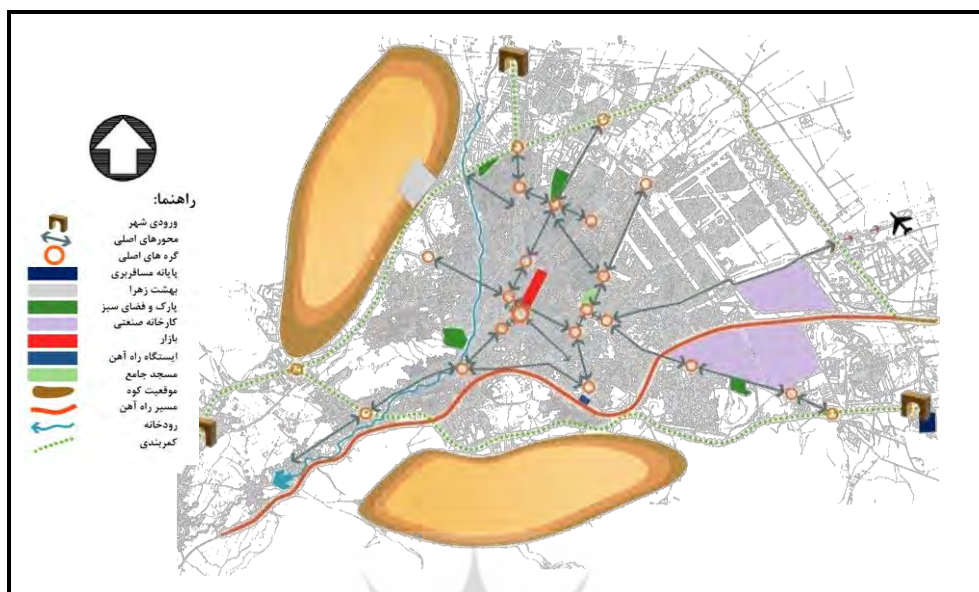 راهنما:
ورودی شهر
محورهای اصلی
گره های اصلی
پایانه مسافربری
بهشت زهرا
پارک و فضای سبز
کارخانه صنعتی
بازار
ایستگاه راه آهن
مسجد جامع
موقعیت کوه
مسیر راه آهن
رودخانه
کمربندی